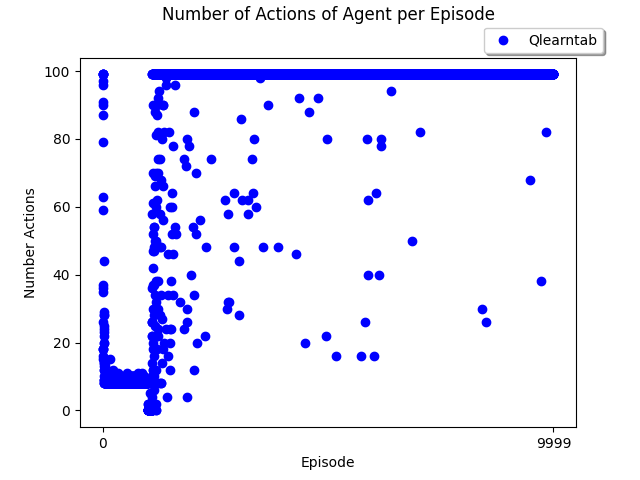 Number of Actions of Agent per Episode
Qlearntab
100
80
60
40
20
0
Number Actions
0
9999
Episode